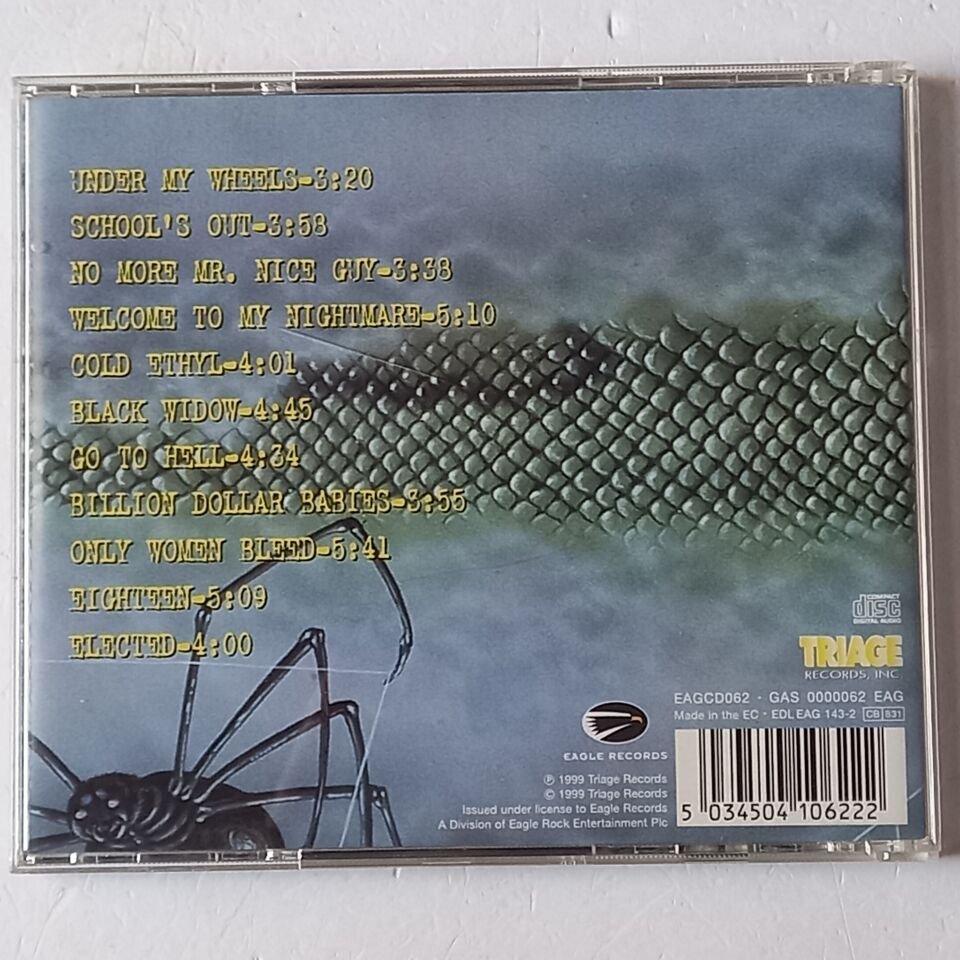 UNDER MY WHEELS-3:20
SCHOOL'S OUT-3:58
NO MORE MR. NICE GUY-3:38
WELCOME TO MY NIGHTMARE-5:10
COLD ETHYL-4:01
BLACK WIDOW-4:45
GO TO HELL-4:34
BILLION DOLLAR BABIES-3:55
ONLY WOMEN BLEED-5:41
EIGHTEEN-5:09
ELECTED-4:00
COMPACT
disc
DIGITAL AUDIO
TRIAGE
RECORDS, INC
EAGCD062 · GAS 0000062 EAG
Made in the EC · EDL EAG 143-2 CB 831
EAGLE RECORDS
℗ 1999 Triage Records
© 1999 Triage Records
Issued under license to Eagle Records
A Division of Eagle Rock Entertainment Plc
5 034504 106222